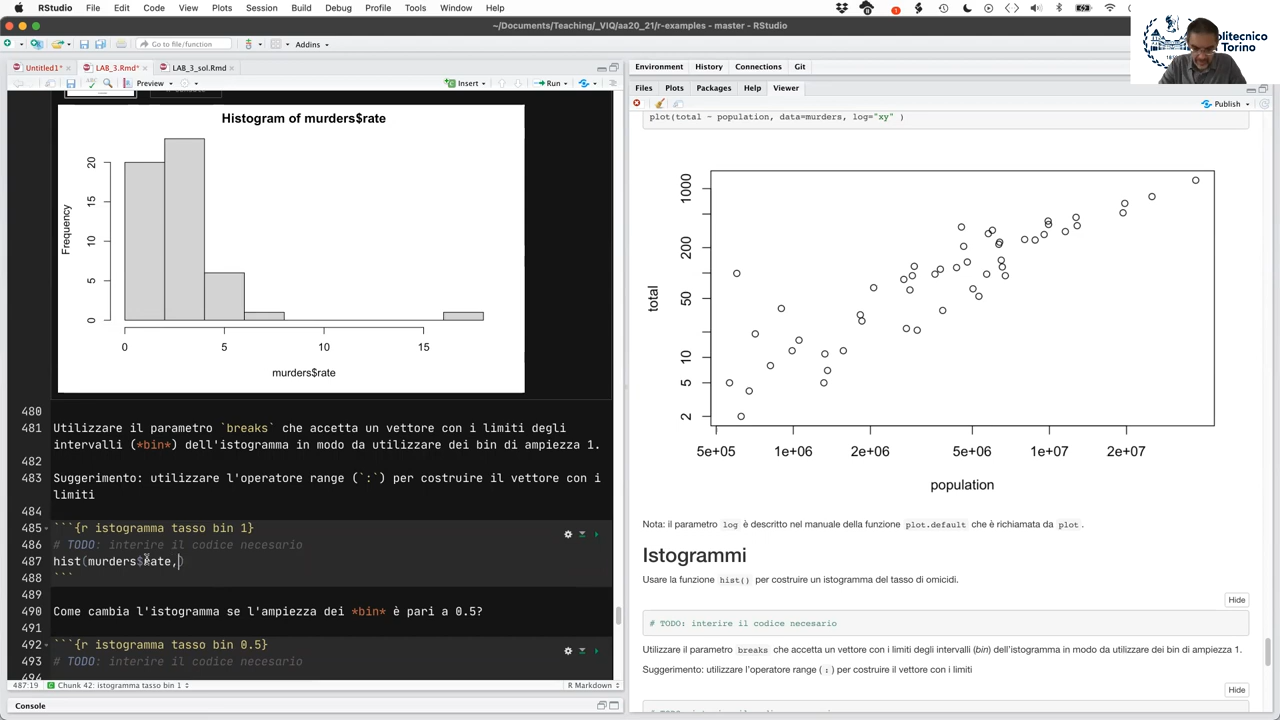 RStudio File Edit Code View Plots Session Build Debug Profile Tools Window Help
~/Documents/Teaching/_VIQ/aa20_21/r-examples - master - RStudio
Politecnico
Torino
Go to file/function
Addins
Untitled1* LAB_3.Rmd* LAB_3_sol.Rmd
Preview Insert Run
Histogram of murders$rate
Frequency
20
15
10
5
0
0 5 10 15
murders$rate
480
481 Utilizzare il parametro `breaks` che accetta un vettore con i limiti degli
intervalli (*bin*) dell'istogramma in modo da utilizzare dei bin di ampiezza 1.
482
483 Suggerimento: utilizzare l'operatore range (`:`) per costruire il vettore con i
limiti
484
485 ```{r istogramma tasso bin 1}
486 # TODO: interire il codice necesario
487 hist(murders$rate,)
488 ```
489
490 Come cambia l'istogramma se l'ampiezza dei *bin* è pari a 0.5?
491
492 ```{r istogramma tasso bin 0.5}
493 # TODO: interire il codice necesario
494
487:19 Chunk 42: istogramma tasso bin 1 R Markdown
Console
Environment History Connections Git
Files Plots Packages Help Viewer
Publish
plot(total ~ population, data=murders, log="xy" )
total
1000
200
50
10
5
2
5e+05 1e+06 2e+06 5e+06 1e+07 2e+07
population
Nota: il parametro log è descritto nel manuale della funzione plot.default che è richiamata da plot.
Istogrammi
Usare la funzione hist() per costruire un istogramma del tasso di omicidi.
Hide
# TODO: interire il codice necesario
Utilizzare il parametro breaks che accetta un vettore con i limiti degli intervalli (bin) dell'istogramma in modo da utilizzare dei bin di ampiezza 1.
Suggerimento: utilizzare l'operatore range ( : ) per costruire il vettore con i limiti
Hide